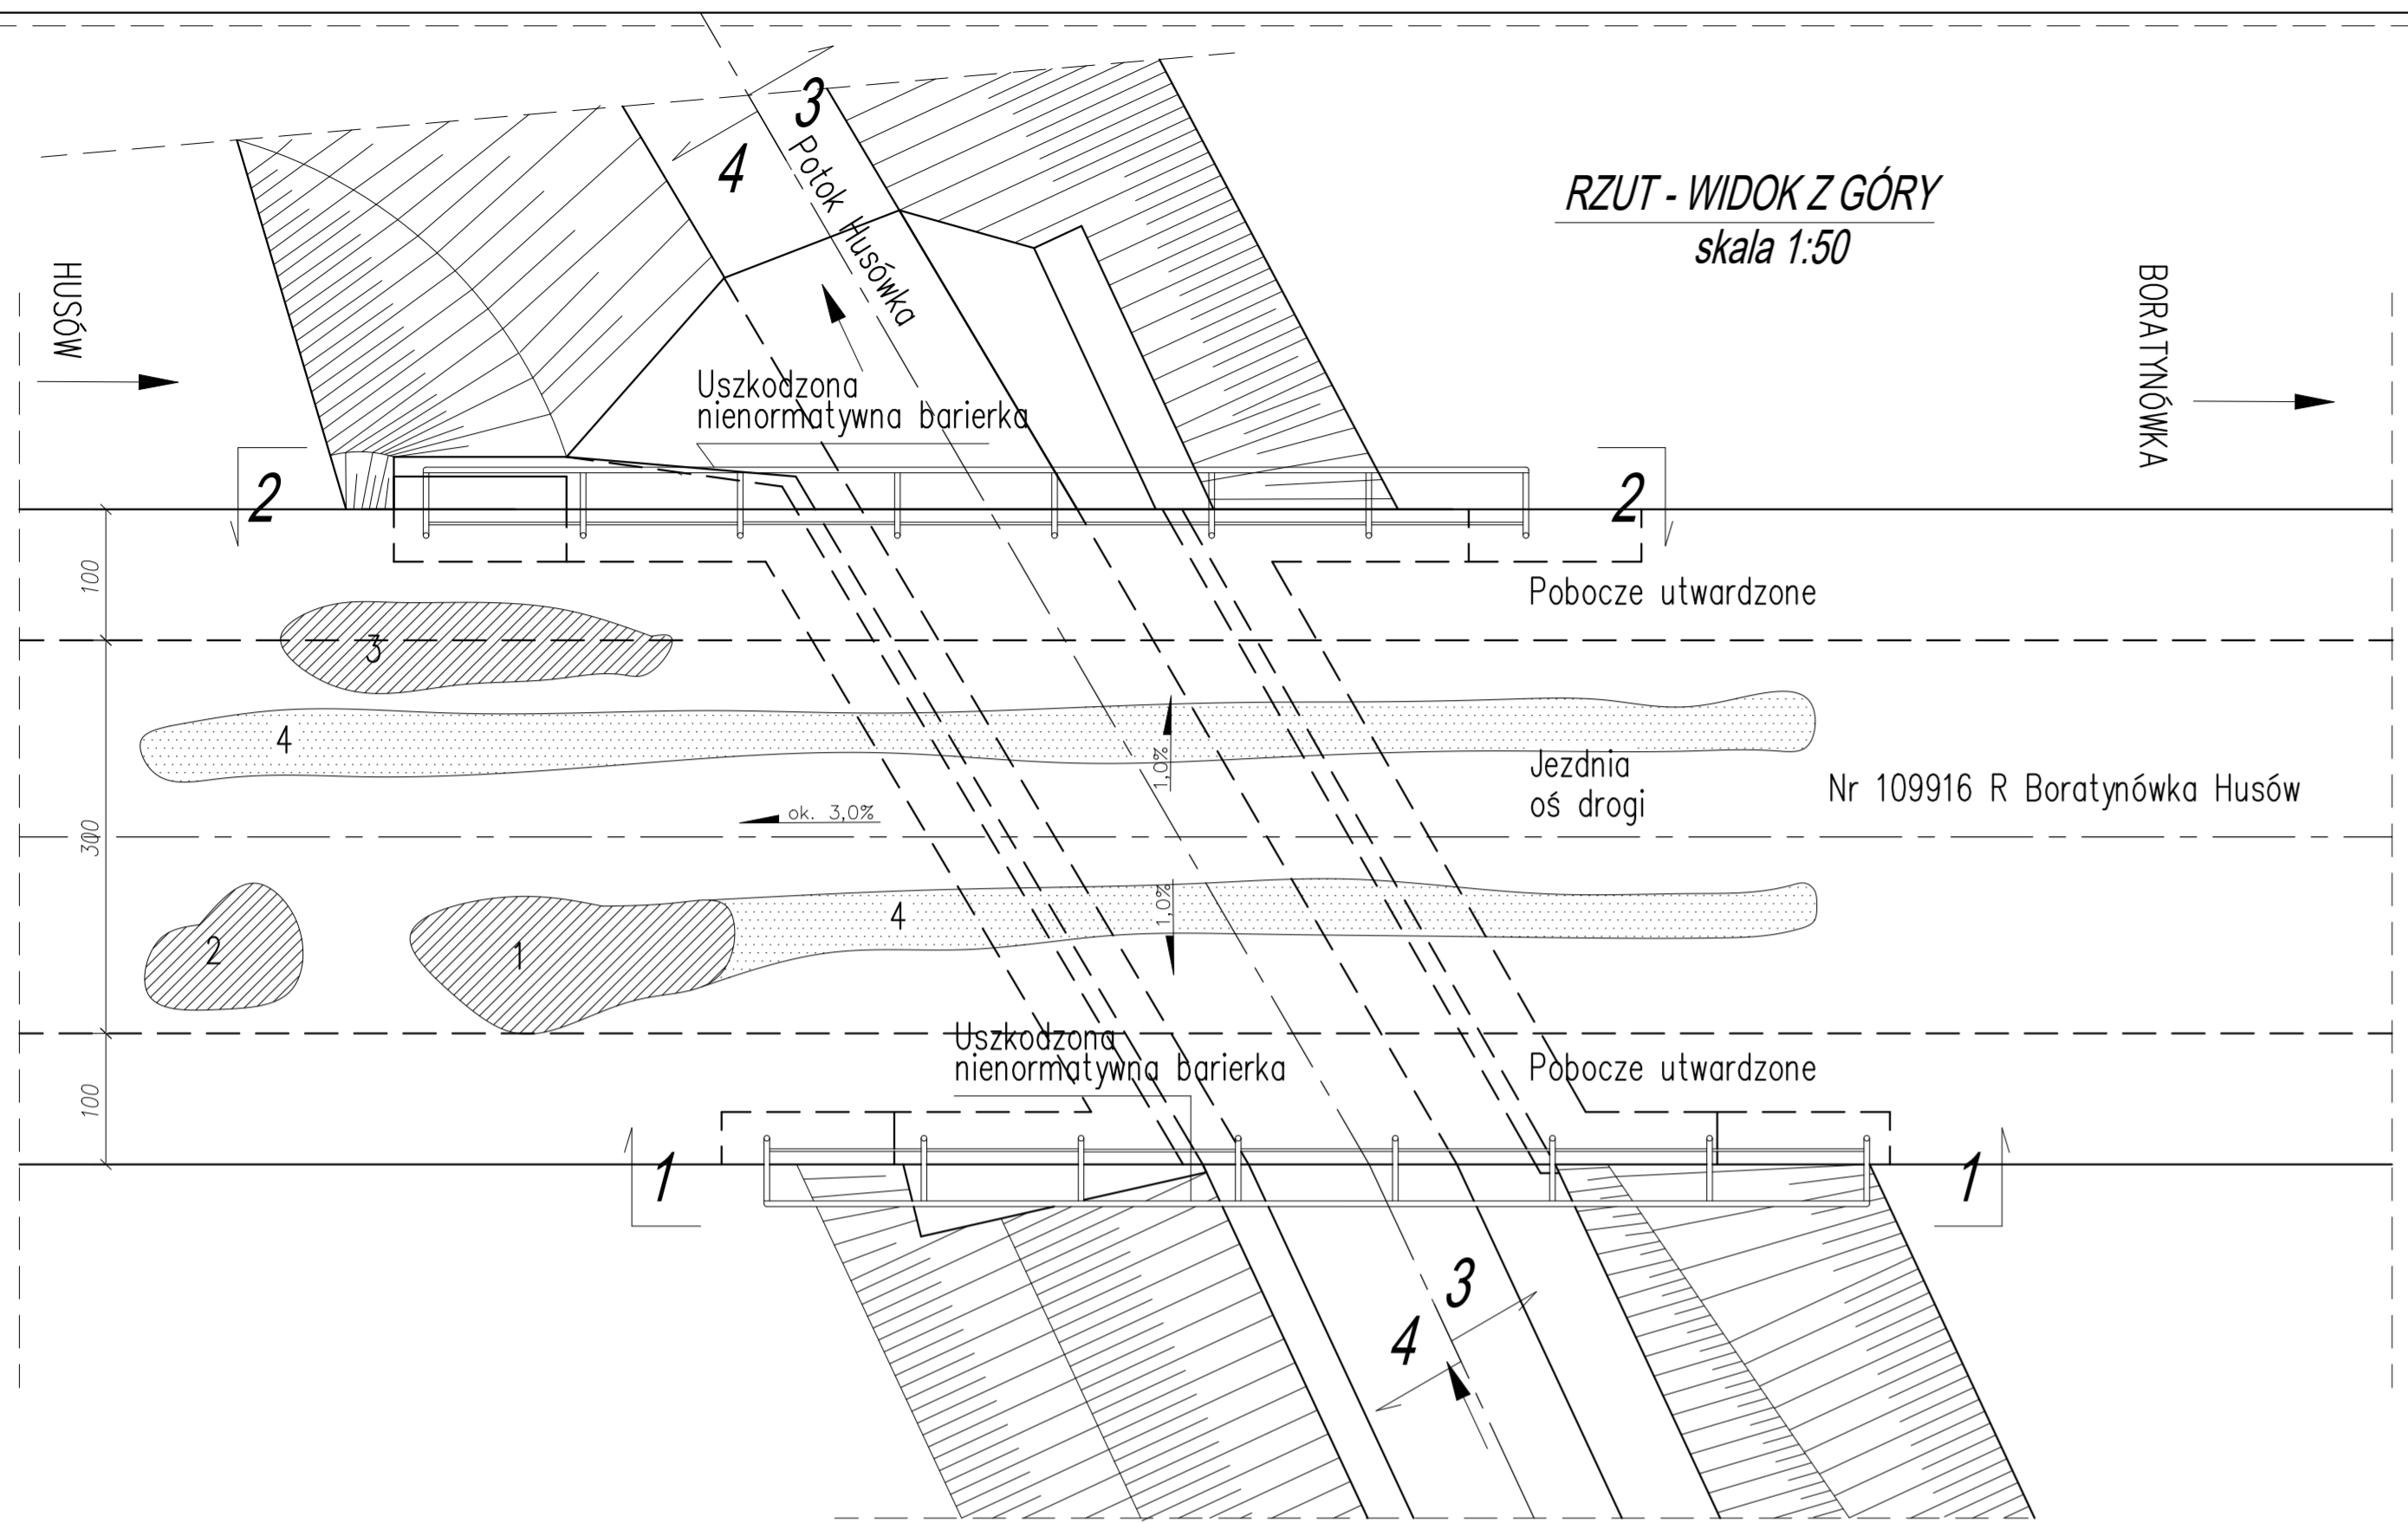 3
4
Potok Husówka
RZUT - WIDOK Z GÓRY
skala 1:50
HUSÓW
BORATYNÓWKA
Uszkodzona
nienormatywna barierka
2
2
100
Pobocze utwardzone
3
4
1,0%
Jezdnia
oś drogi
Nr 109916 R Boratynówka Husów
ok. 3,0%
300
4
1,0%
2
1
Uszkodzona
nienormatywna barierka
Pobocze utwardzone
100
1
1
3
4